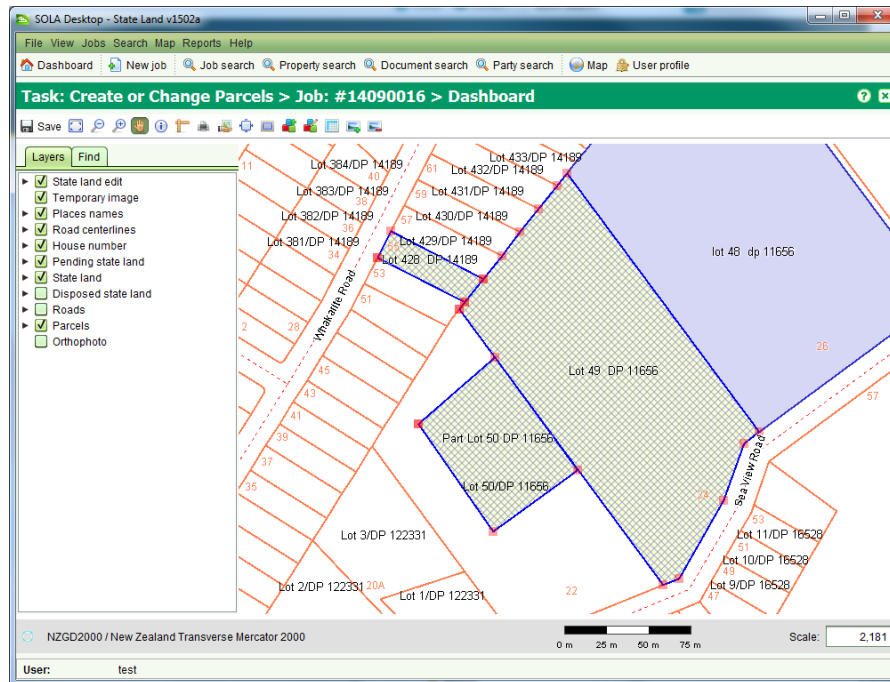 SOLA Desktop - State Land v1502a
File View Jobs Search Map Reports Help
Dashboard New job Job search Property search Document search Party search Map User profile
Task: Create or Change Parcels > Job: #14090016 > Dashboard
Save
Layers Find
State land edit
Temporary image
Places names
Road centerlines
House number
Pending state land
State land
Disposed state land
Roads
Parcels
Orthophoto
11
Lot 384/DP 14189
40
Lot 383/DP 14189
38
Lot 382/DP 14189
36
Lot 381/DP 14189
34
61
Lot 433/DP 14189
Lot 432/DP 14189
59
Lot 431/DP 14189
57
Lot 430/DP 14189
55
Lot 429/DP 14189
Lot 428 DP 14189
53
51
Whakatite Road
2
28
45
43
41
39
37
35
lot 48 dp 11656
26
57
Lot 49 DP 11656
Part Lot 50 DP 11656
Lot 50/DP 11656
24
Sea View Road
Lot 3/DP 122331
Lot 2/DP 122331
20A
Lot 1/DP 122331
22
53
Lot 11/DP 16528
51
Lot 10/DP 16528
49
Lot 9/DP 16528
47
NZGD2000 / New Zealand Transverse Mercator 2000
0 m 25 m 50 m 75 m
Scale: 2,181
User: test